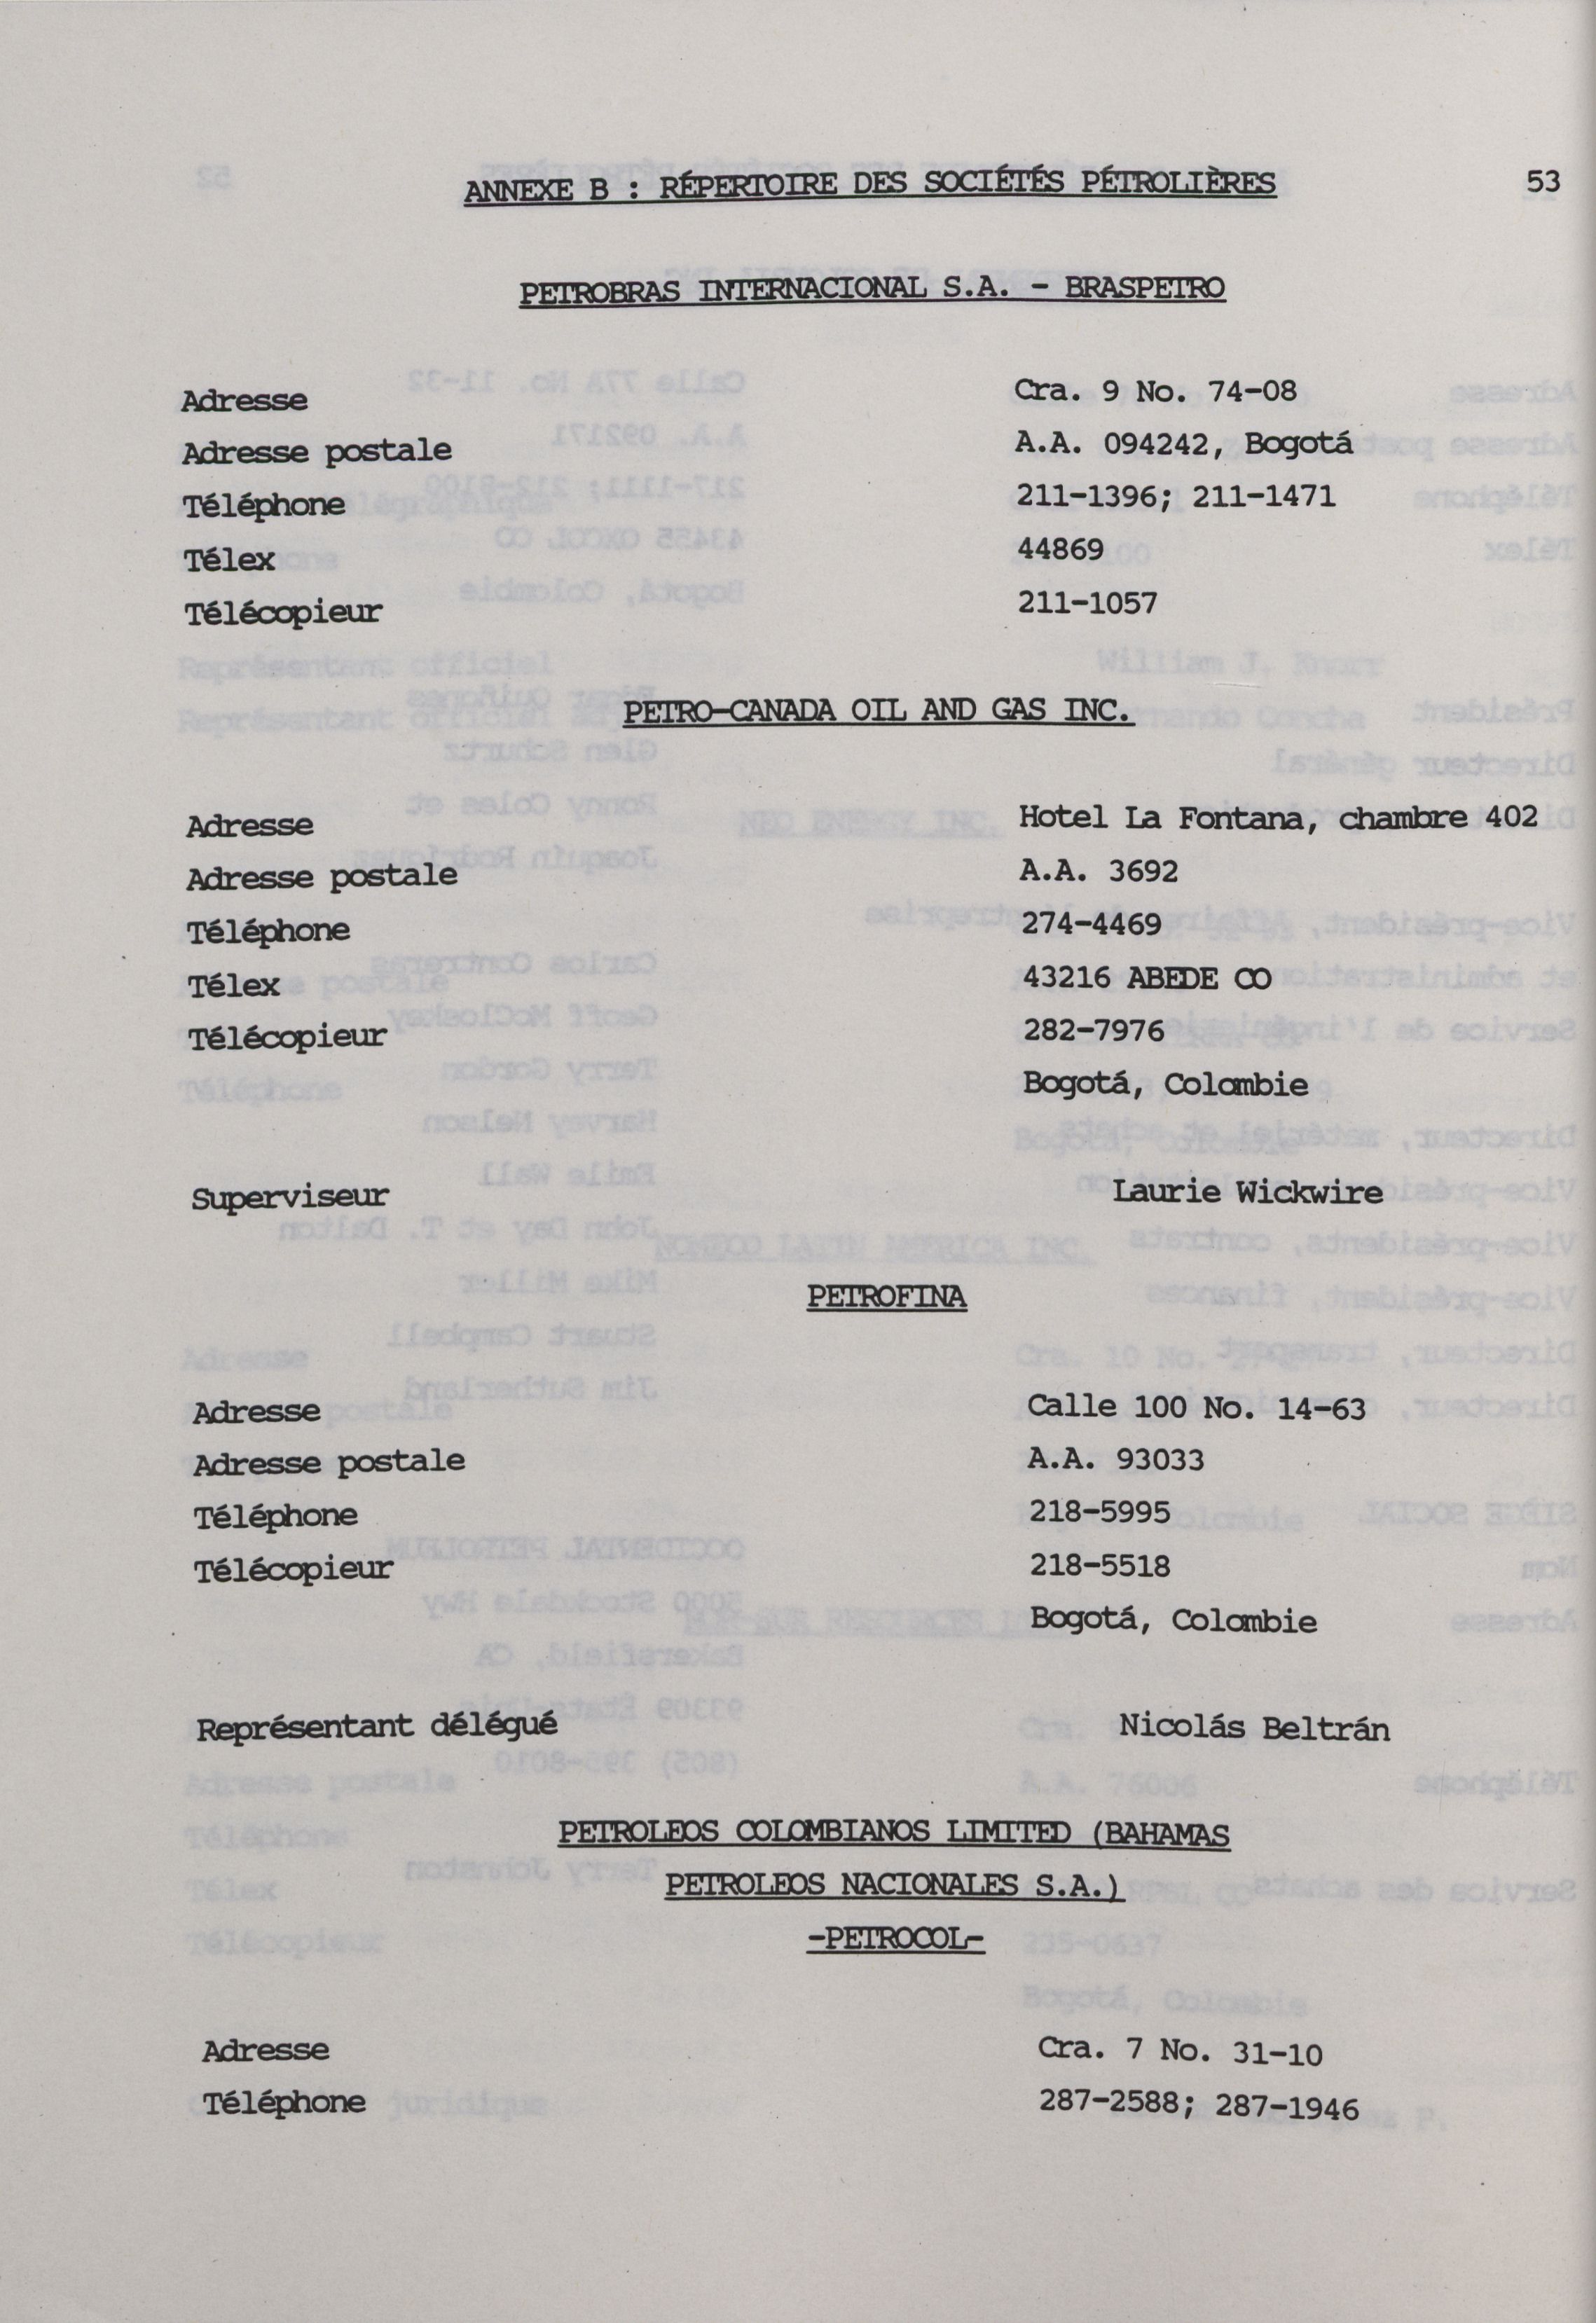 ANNEXE B : RÉPERTOIRE DES SOCIÉTÉS PÉTROLIÈRES 53
PETROBRAS INTERNACIONAL S.A. - BRASPETRO
Adresse Cra. 9 No. 74-08
Adresse postale A.A. 094242, Bogotá
Téléphone 211-1396; 211-1471
Télex 44869
Télécopieur 211-1057
PETRO-CANADA OIL AND GAS INC.
Adresse Hotel La Fontana, chambre 402
Adresse postale A.A. 3692
Téléphone 274-4469
Télex 43216 ABEDE CO
Télécopieur 282-7976
Bogotá, Colombie
Superviseur Laurie Wickwire
PETROFINA
Adresse Calle 100 No. 14-63
Adresse postale A.A. 93033
Téléphone 218-5995
Télécopieur 218-5518
Bogotá, Colombie
Représentant délégué Nicolás Beltrán
PETROLEOS COLOMBIANOS LIMITED (BAHAMAS
PETROLEOS NACIONALES S.A.)
-PETROCOL-
Adresse Cra. 7 No. 31-10
Téléphone 287-2588; 287-1946